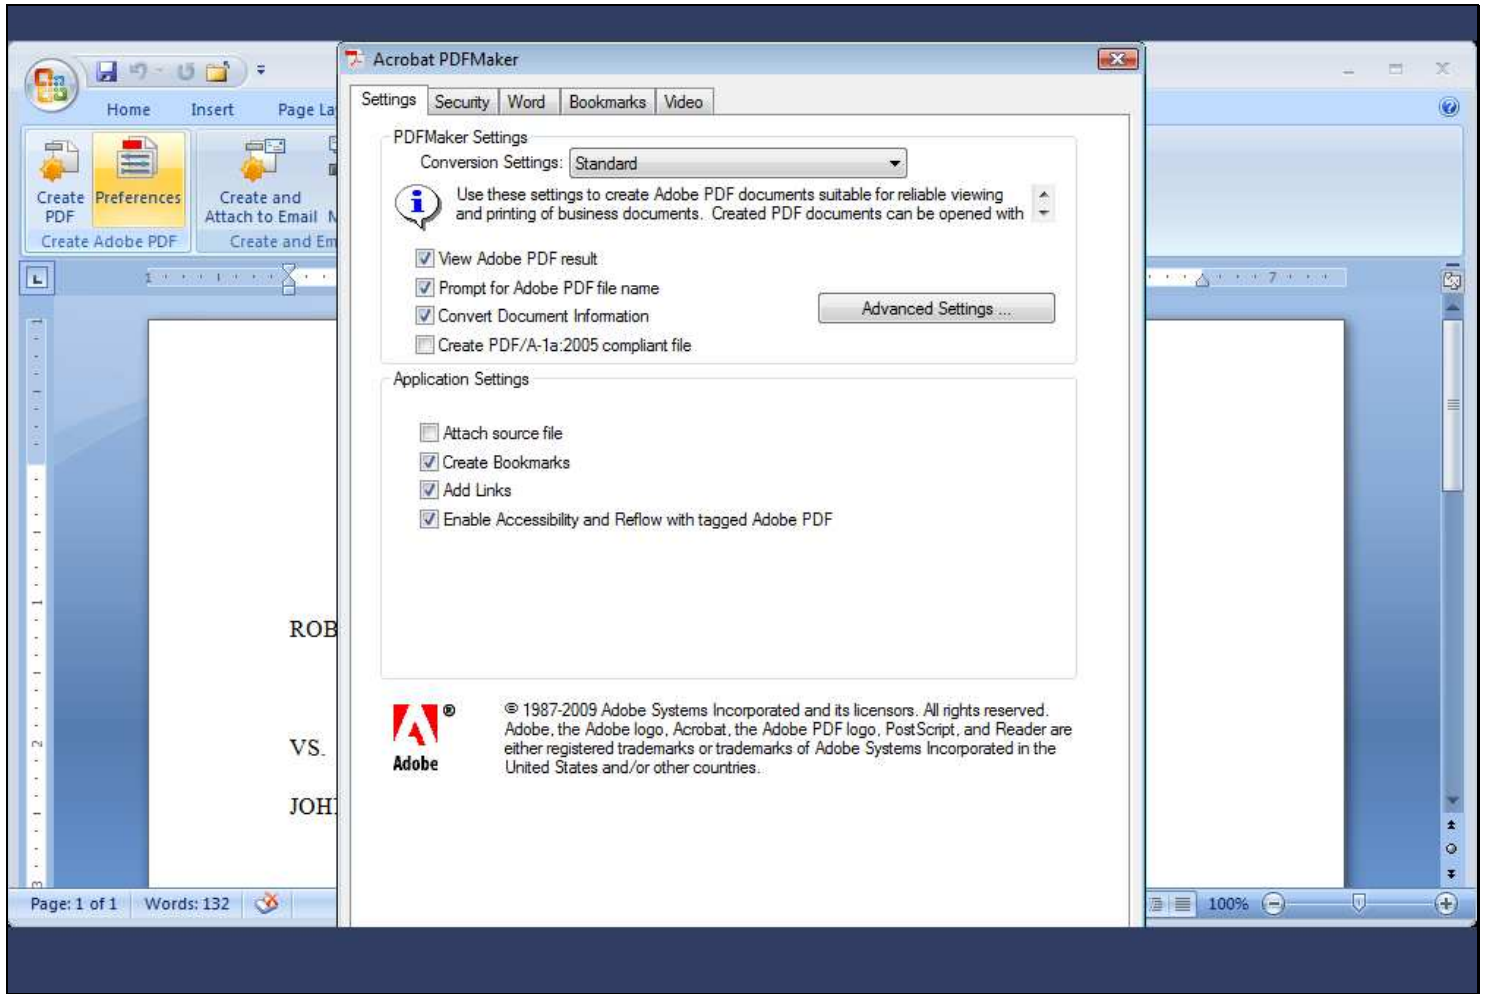 Acrobat PDFMaker
Home Insert Page La
Settings Security Word Bookmarks Video
PDFMaker Settings
Conversion Settings: Standard
Use these settings to create Adobe PDF documents suitable for reliable viewing
and printing of business documents. Created PDF documents can be opened with
Create PDF
Preferences
Create and
Attach to Email
Create Adobe PDF
Create and Em
View Adobe PDF result
Prompt for Adobe PDF file name
Convert Document Information
Create PDF/A-1a:2005 compliant file
Advanced Settings ...
1 7
Application Settings
Attach source file
Create Bookmarks
Add Links
Enable Accessibility and Reflow with tagged Adobe PDF
ROB
VS.
JOH
® © 1987-2009 Adobe Systems Incorporated and its licensors. All rights reserved.
Adobe, the Adobe logo, Acrobat, the Adobe PDF logo, PostScript, and Reader are
either registered trademarks or trademarks of Adobe Systems Incorporated in the
United States and/or other countries.
Adobe
Page: 1 of 1 Words: 132 100%